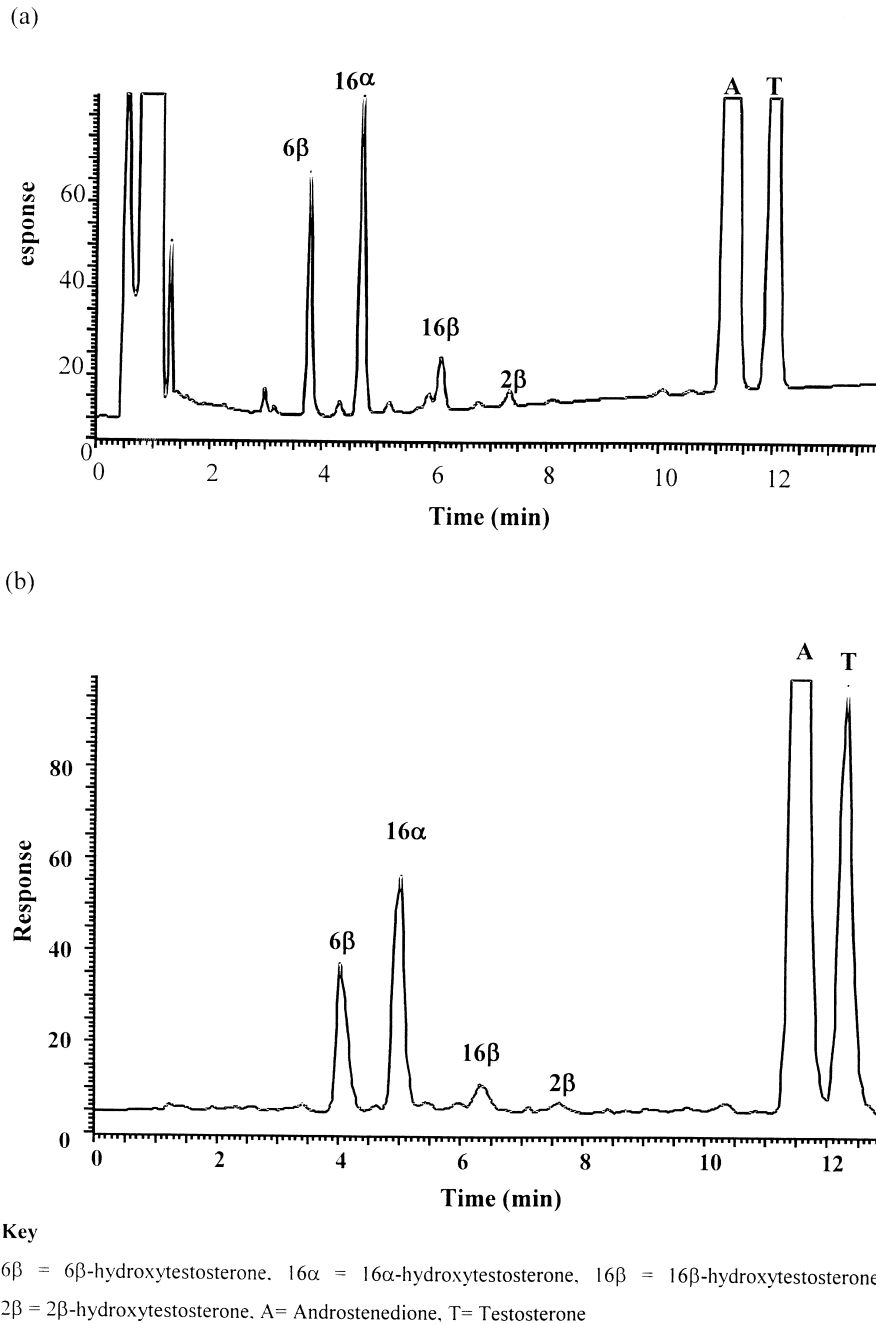 (a)
16α
A T
6β
60
40
16β
20
2β
esponse
0
0 2 4 6 8 10 12
Time (min)
(b)
A
T
80
16α
60
Response
6β
40
20
16β
2β
0
0 2 4 6 8 10 12
Time (min)
Key
6β = 6β-hydroxytestosterone, 16α = 16α-hydroxytestosterone, 16β = 16β-hydroxytestosterone
2β = 2β-hydroxytestosterone, A= Androstenedione, T= Testosterone